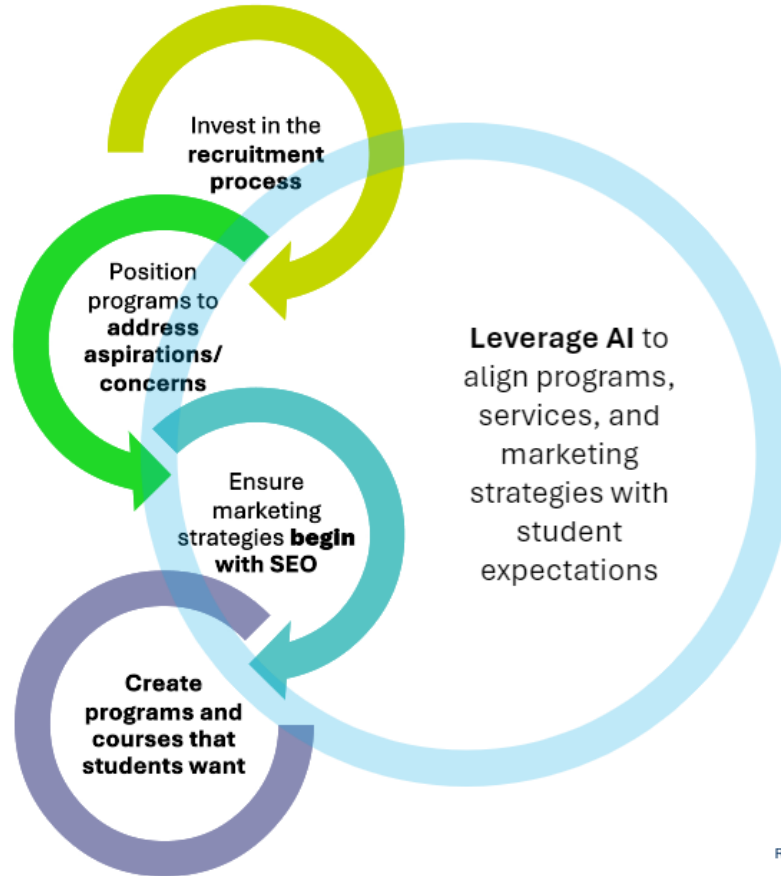 Invest in the
recruitment
process
Position
programs to
address
aspirations/
concerns
Ensure
marketing
strategies begin
with SEO
Create
programs and
courses that
students want
Leverage AI to
align programs,
services, and
marketing
strategies with
student
expectations
R